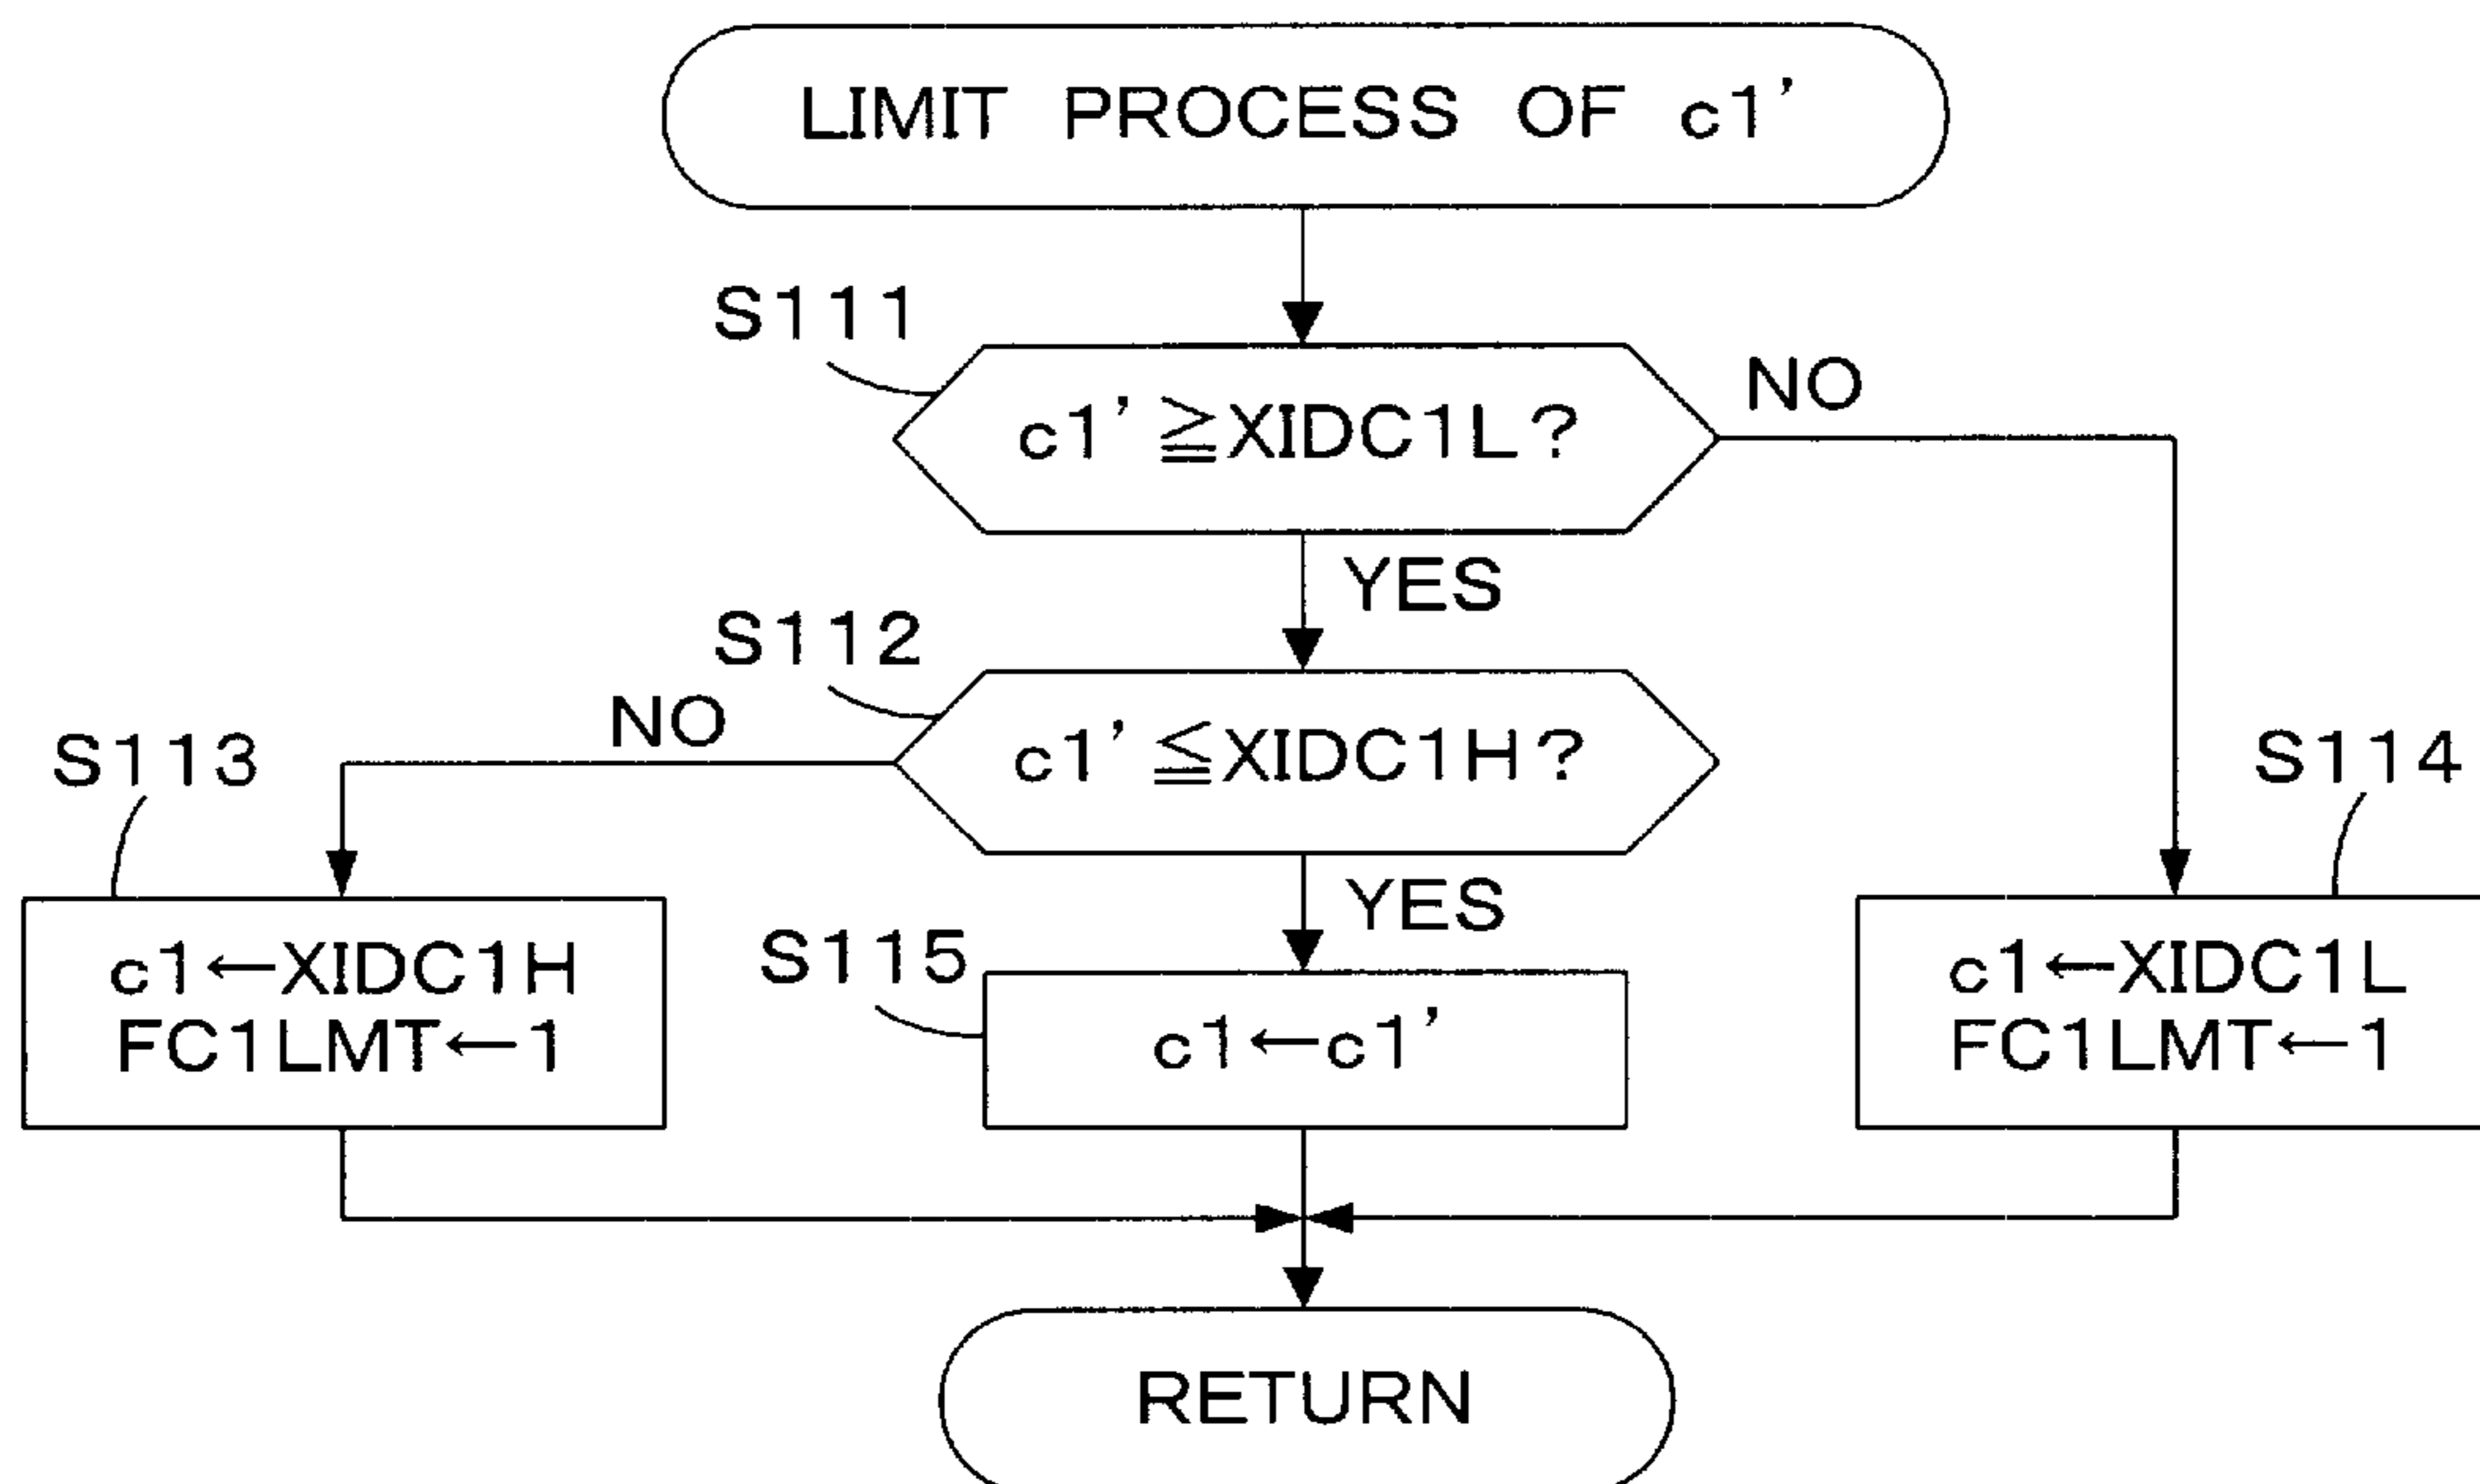 LIMIT PROCESS OF c1'
S111
c1'≧XIDC1L?
NO
YES
S112
c1'≦XIDC1H?
NO
YES
S113
c1←XIDC1H
FC1LMT←1
S115
c1←c1'
S114
c1←XIDC1L
FC1LMT←1
RETURN